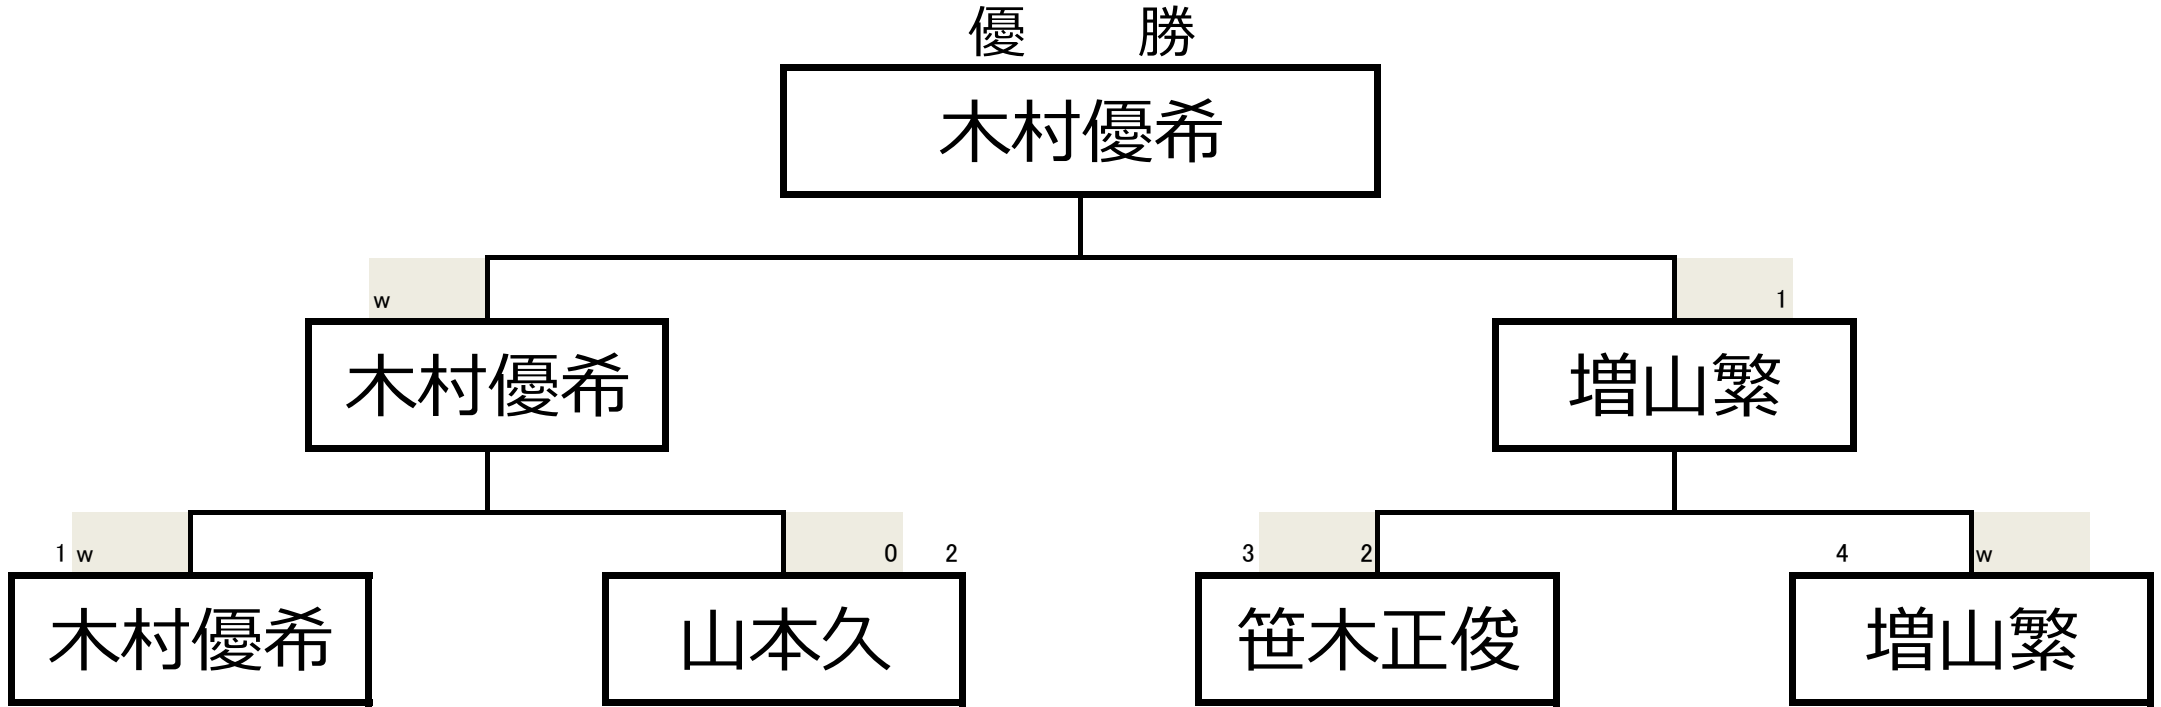 優 勝
木村優希
w 1
木村優希 増山繁
1 w 0 2 3 2 4 w
木村優希 山本久 笹木正俊 増山繁